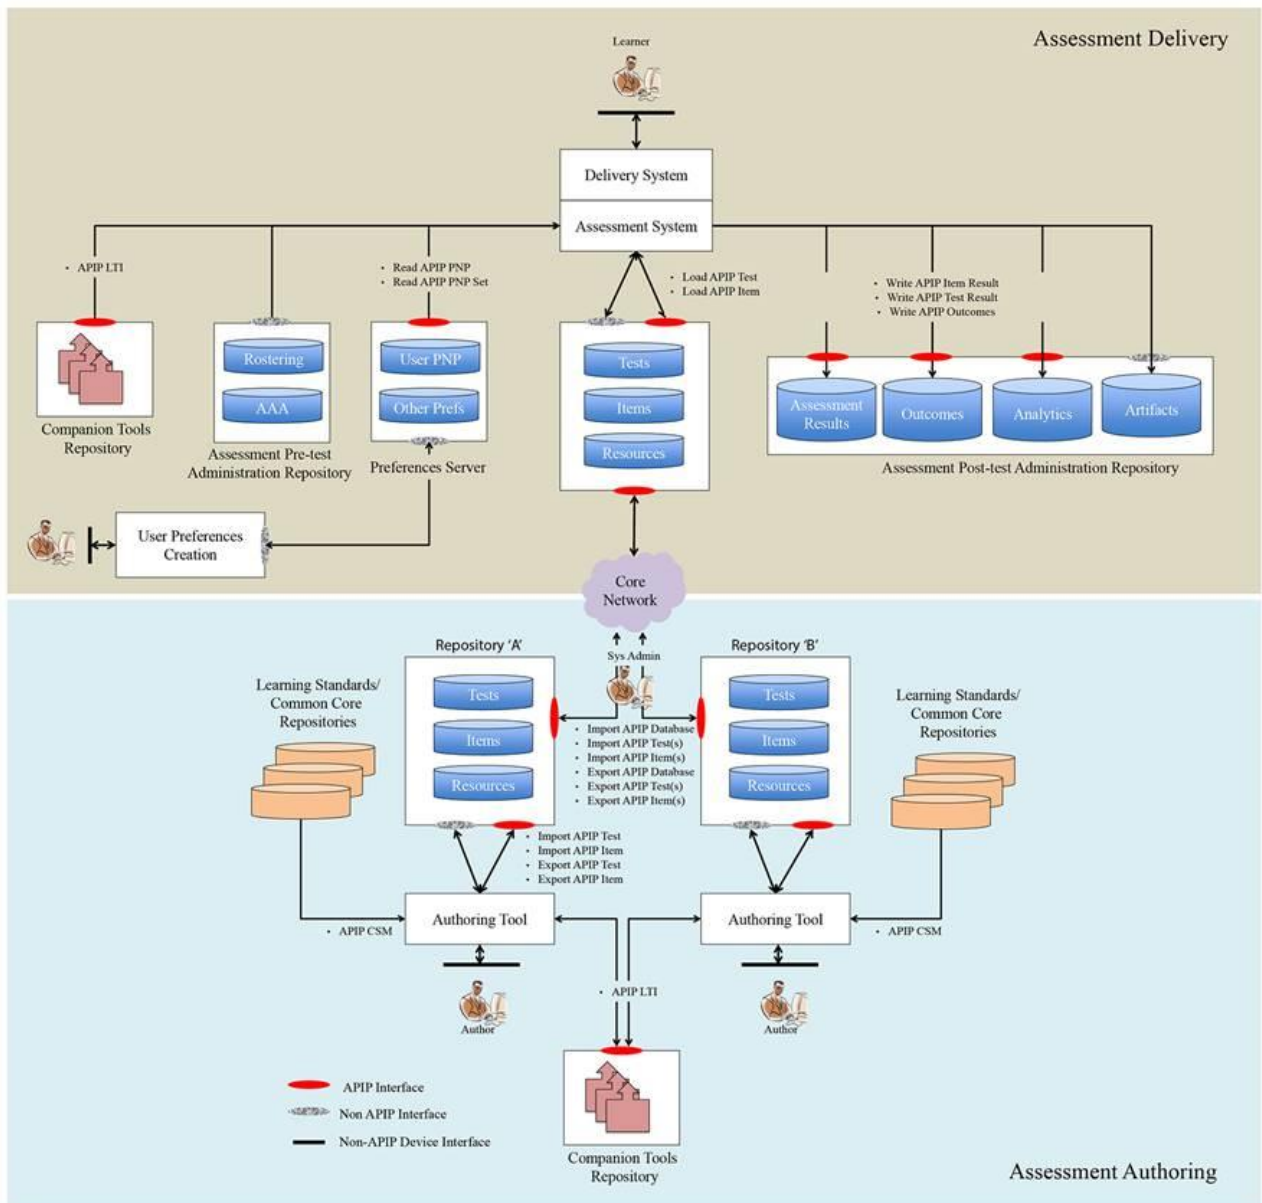 Assessment Delivery
Learner
Delivery System
Assessment System
• APIP LTI
• Read APIP PNP
• Read APIP PNP Set
• Load APIP Test
• Load APIP Item
• Write APIP Item Result
• Write APIP Test Result
• Write APIP Outcomes
Companion Tools
Repository
Rostering
AAA
Assessment Pre-test
Administration Repository
User PNP
Other Prefs
Preferences Server
Tests
Items
Resources
Assessment
Results
Outcomes
Analytics
Artifacts
Assessment Post-test Administration Repository
User Preferences
Creation
Core
Network
Repository 'A'
Sys Admin
Repository 'B'
Learning Standards/
Common Core
Repositories
Tests
Items
Resources
• Import APIP Database
• Import APIP Test(s)
• Import APIP Item(s)
• Export APIP Database
• Export APIP Test(s)
• Export APIP Item(s)
Tests
Items
Resources
Learning Standards/
Common Core
Repositories
• Import APIP Test
• Import APIP Item
• Export APIP Test
• Export APIP Item
• APIP CSM
Authoring Tool
Authoring Tool
• APIP CSM
Author
• APIP LTI
Author
APIP Interface
Non APIP Interface
Non-APIP Device Interface
Companion Tools
Repository
Assessment Authoring